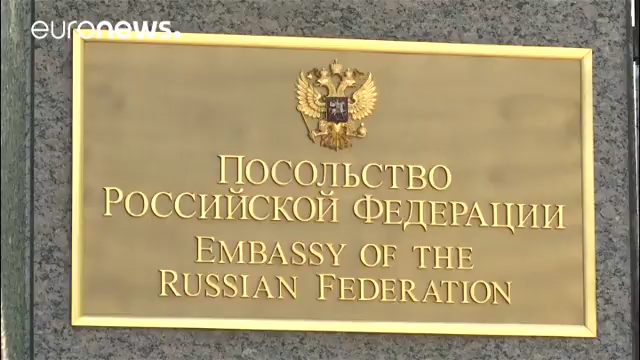 euronews.
ПОСОЛЬСТВО
РОССИЙСКОЙ ФЕДЕРАЦИИ
EMBASSY OF THE
RUSSIAN FEDERATION